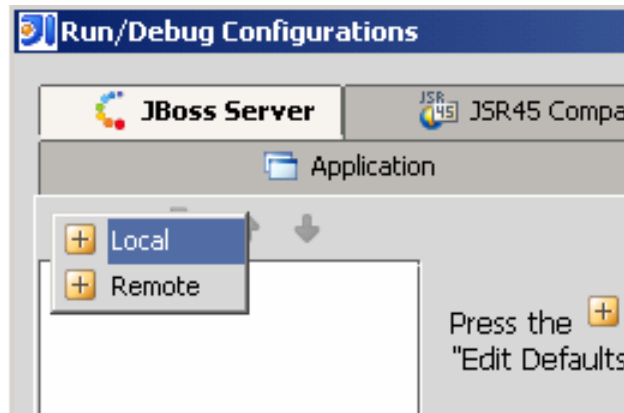 Run/Debug Configurations
JBoss Server
JSR 45 JSR45 Compa
Application
Local
Remote
Press the
"Edit Defaults